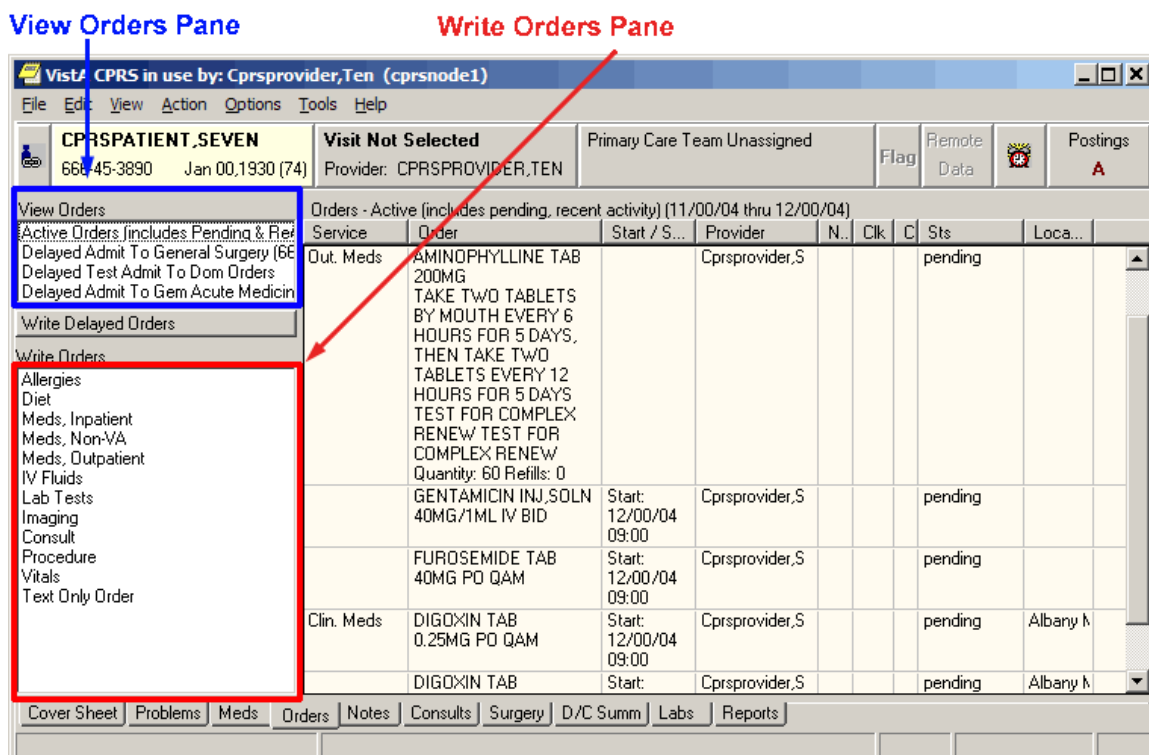 View Orders Pane
Write Orders Pane
VistA CPRS in use by: Cprsprovider,Ten (cprsnode1)
File Edit View Action Options Tools Help
CPRSPATIENT,SEVEN
666-45-3890 Jan 00,1930 (74)
Visit Not Selected
Provider: CPRSPROVIDER,TEN
Primary Care Team Unassigned
Flag
Remote
Data
Postings
A
View Orders
Active Orders (includes Pending & Re
Delayed Admit To General Surgery (66
Delayed Test Admit To Dom Orders
Delayed Admit To Gem Acute Medicin
Write Delayed Orders
Write Orders
Allergies
Diet
Meds, Inpatient
Meds, Non-VA
Meds, Outpatient
IV Fluids
Lab Tests
Imaging
Consult
Procedure
Vitals
Text Only Order
Orders - Active (includes pending, recent activity) (11/00/04 thru 12/00/04)
Service Order Start / S... Provider N.. Clk C Sts Loca...
Out. Meds AMINOPHYLLINE TAB Cprsprovider,S pending
200MG
TAKE TWO TABLETS
BY MOUTH EVERY 6
HOURS FOR 5 DAYS,
THEN TAKE TWO
TABLETS EVERY 12
HOURS FOR 5 DAYS
TEST FOR COMPLEX
RENEW TEST FOR
COMPLEX RENEW
Quantity: 60 Refills: 0
GENTAMICIN INJ,SOLN Start: Cprsprovider,S pending
40MG/1ML IV BID 12/00/04
09:00
FUROSEMIDE TAB Start: Cprsprovider,S pending
40MG PO QAM 12/00/04
09:00
Clin. Meds DIGOXIN TAB Start: Cprsprovider,S pending Albany M
0.25MG PO QAM 12/00/04
09:00
DIGOXIN TAB Start: Cprsprovider,S pending Albany M
Cover Sheet Problems Meds Orders Notes Consults Surgery D/C Summ Labs Reports